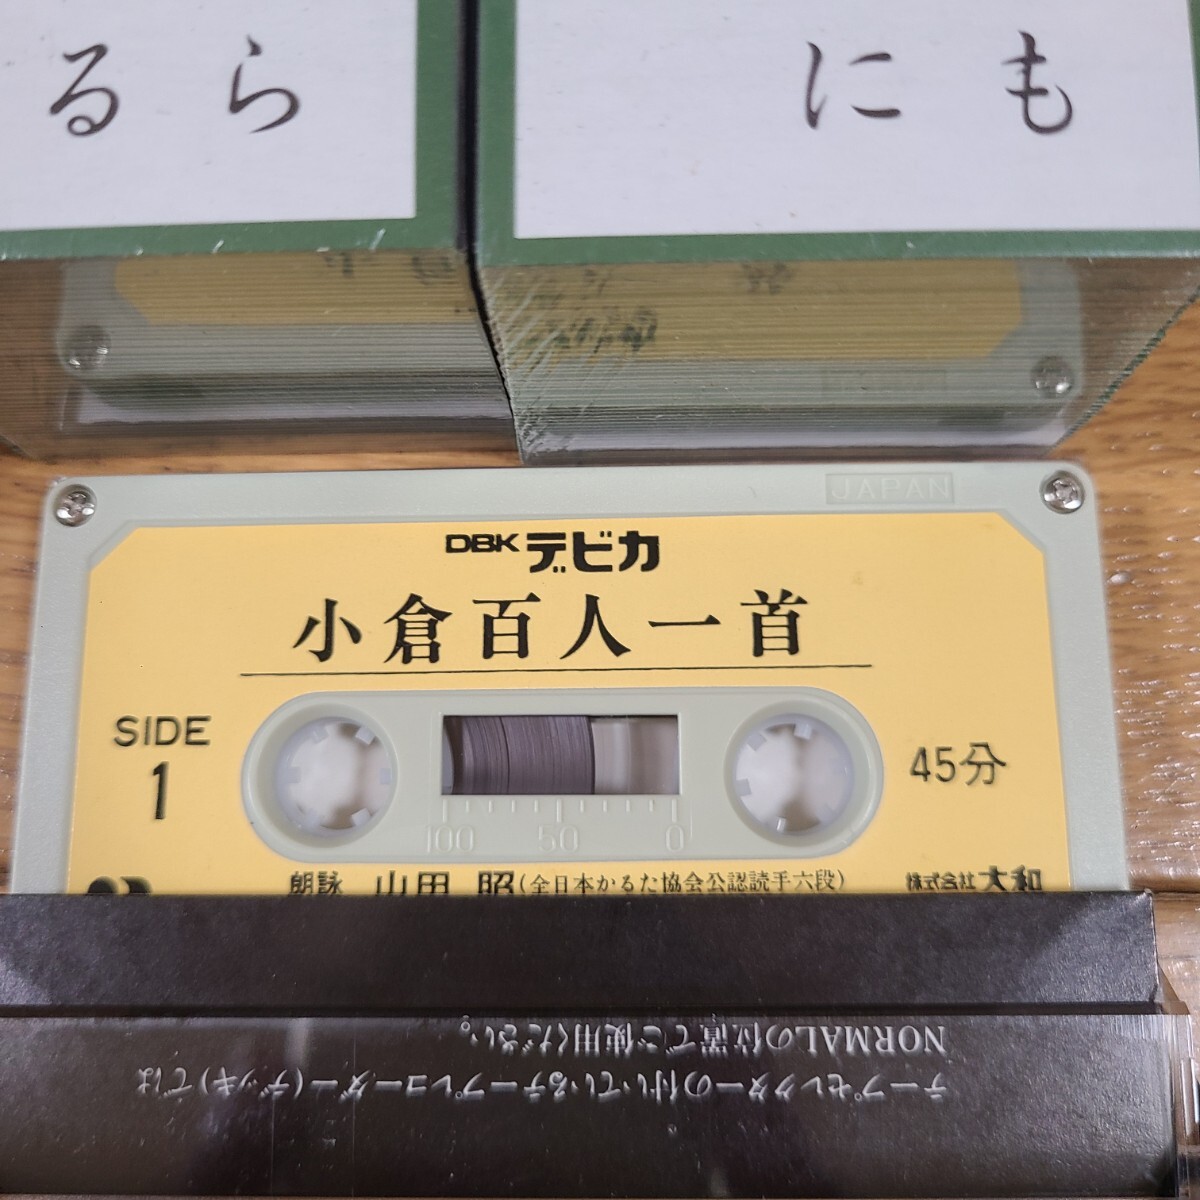 るら
にも
JAPAN
DBK デビカ
小倉百人一首
SIDE
1
45分
100 50 0
朗詠 山田 昭(全日本かるた協会公認読手六段)
株式会社 大和
テープセレクターの付いているテープレコーダー(デッキ)では
NORMALの位置でご使用ください。